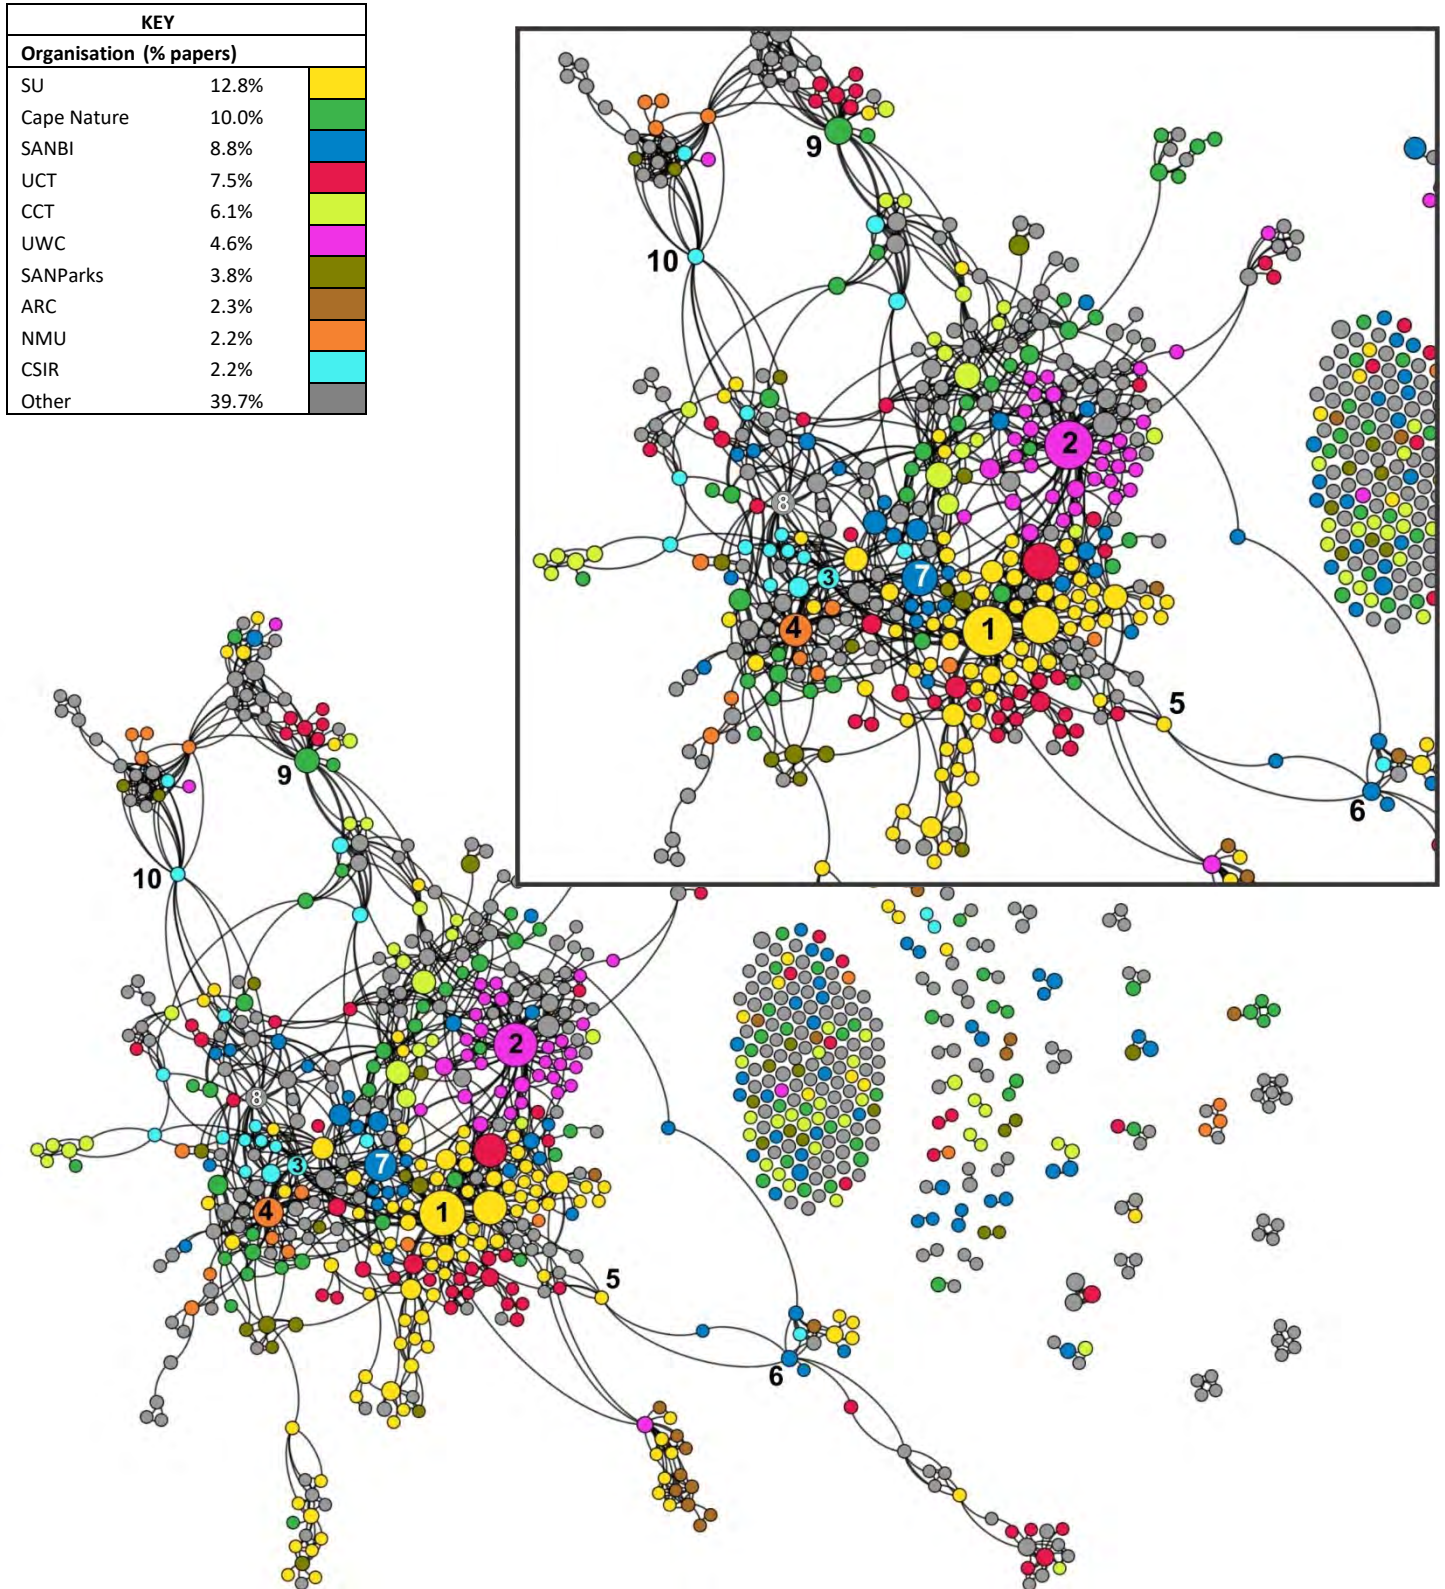 KEY
Organisation (% papers)
SU 12.8%
Cape Nature 10.0%
SANBI 8.8%
UCT 7.5%
CCT 6.1%
UWC 4.6%
SANParks 3.8%
ARC 2.3%
NMU 2.2%
CSIR 2.2%
Other 39.7%
9
10
2
8
3
7
4
1
5
6
9
10
2
8
3
7
4
1
5
6